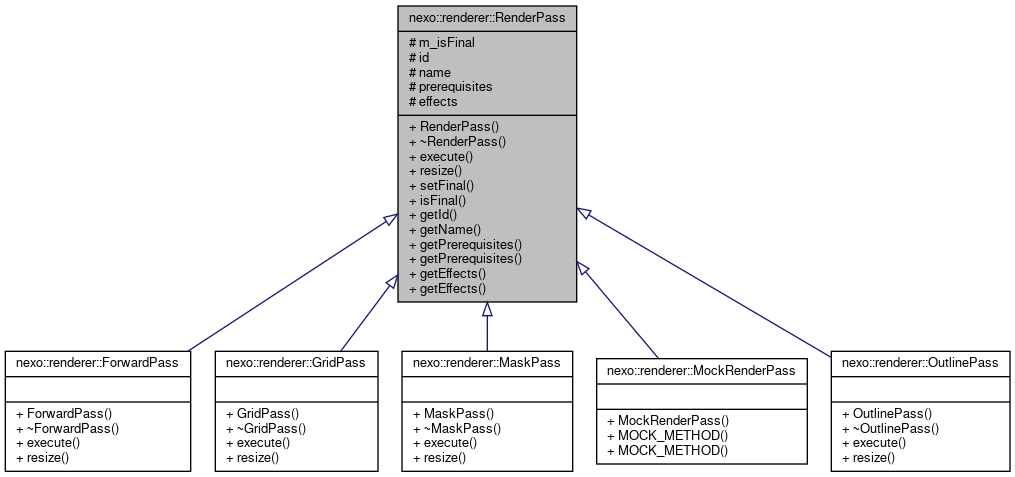 nexo::renderer::RenderPass
# m_isFinal
# id
# name
# prerequisites
# effects
+ RenderPass()
+ ~RenderPass()
+ execute()
+ resize()
+ setFinal()
+ isFinal()
+ getId()
+ getName()
+ getPrerequisites()
+ getPrerequisites()
+ getEffects()
+ getEffects()
nexo::renderer::ForwardPass
+ ForwardPass()
+ ~ForwardPass()
+ execute()
+ resize()
nexo::renderer::GridPass
+ GridPass()
+ ~GridPass()
+ execute()
+ resize()
nexo::renderer::MaskPass
+ MaskPass()
+ ~MaskPass()
+ execute()
+ resize()
nexo::renderer::MockRenderPass
+ MockRenderPass()
+ MOCK_METHOD()
+ MOCK_METHOD()
nexo::renderer::OutlinePass
+ OutlinePass()
+ ~OutlinePass()
+ execute()
+ resize()